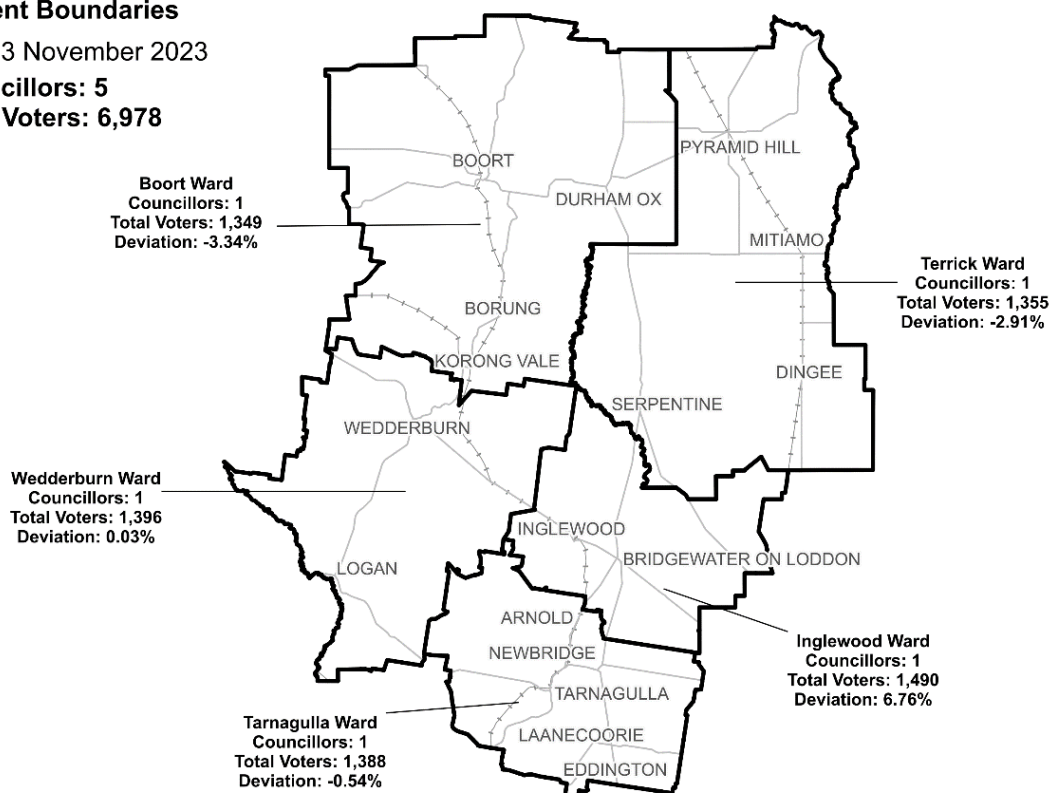 ent Boundaries
3 November 2023
cillors: 5
Voters: 6,978
BOORT
PYRAMID HILL
Boort Ward
Councillors: 1
Total Voters: 1,349
Deviation: -3.34%
DURHAM OX
MITIAMO
Terrick Ward
Councillors: 1
Total Voters: 1,355
Deviation: -2.91%
BORUNG
KORONG VALE
DINGEE
SERPENTINE
WEDDERBURN
Wedderburn Ward
Councillors: 1
Total Voters: 1,396
Deviation: 0.03%
INGLEWOOD
BRIDGEWATER ON LODDON
LOGAN
ARNOLD
NEWBRIDGE
Inglewood Ward
Councillors: 1
Total Voters: 1,490
Deviation: 6.76%
TARNAGULLA
Tarnagulla Ward
Councillors: 1
Total Voters: 1,388
Deviation: -0.54%
LAANECOORIE
EDDINGTON